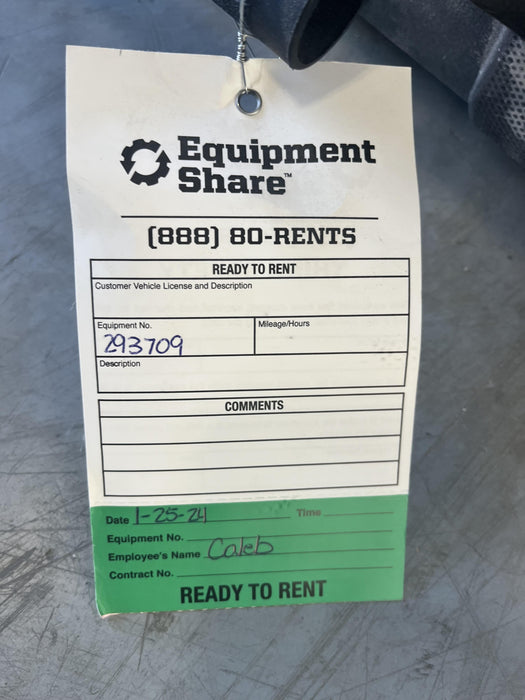 Equipment
Share™
(888) 80-RENTS
READY TO RENT
Customer Vehicle License and Description
Equipment No. Mileage/Hours
293709
Description
COMMENTS
Date 1-25-24 Time
Equipment No.
Employee's Name Caleb
Contract No.
READY TO RENT